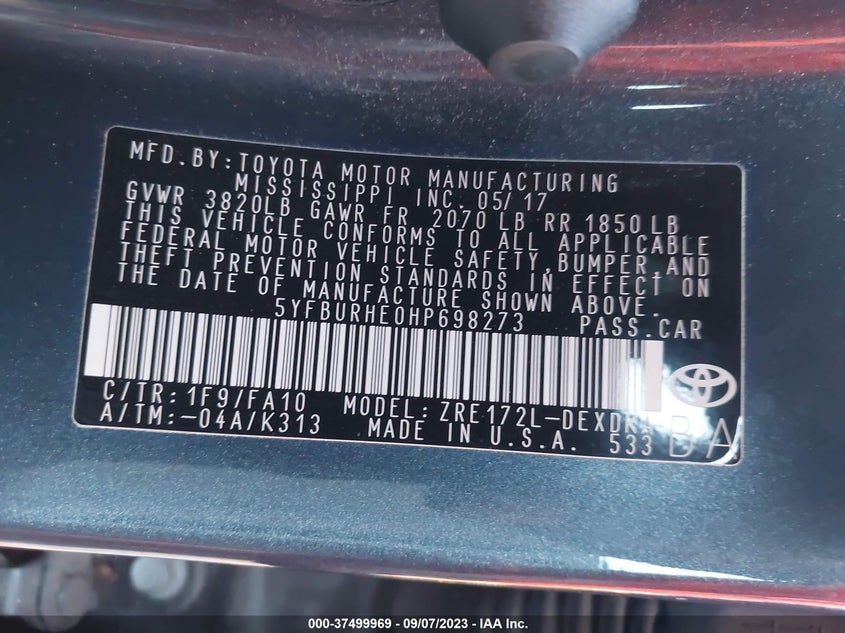 MFD.BY:TOYOTA MOTOR MANUFACTURING
MISSISSIPPI INC. 05/17
GVWR 3820LB GAWR FR 2070 LB RR 1850 LB
THIS VEHICLE CONFORMS TO ALL APPLICABLE
FEDERAL MOTOR VEHICLE SAFETY,BUMPER,AND
THEFT PREVENTION STANDARDS IN EFFECT ON
THE DATE OF MANUFACTURE SHOWN ABOVE.
5YFBURHE0HP698273 PASS.CAR
C/TR:1F9/FA10 MODEL:ZRE172L-DEXDKA
A/TM:-04A/K313 MADE IN U.S.A. 533
BA
000-37499969 - 09/07/2023 - IAA Inc.